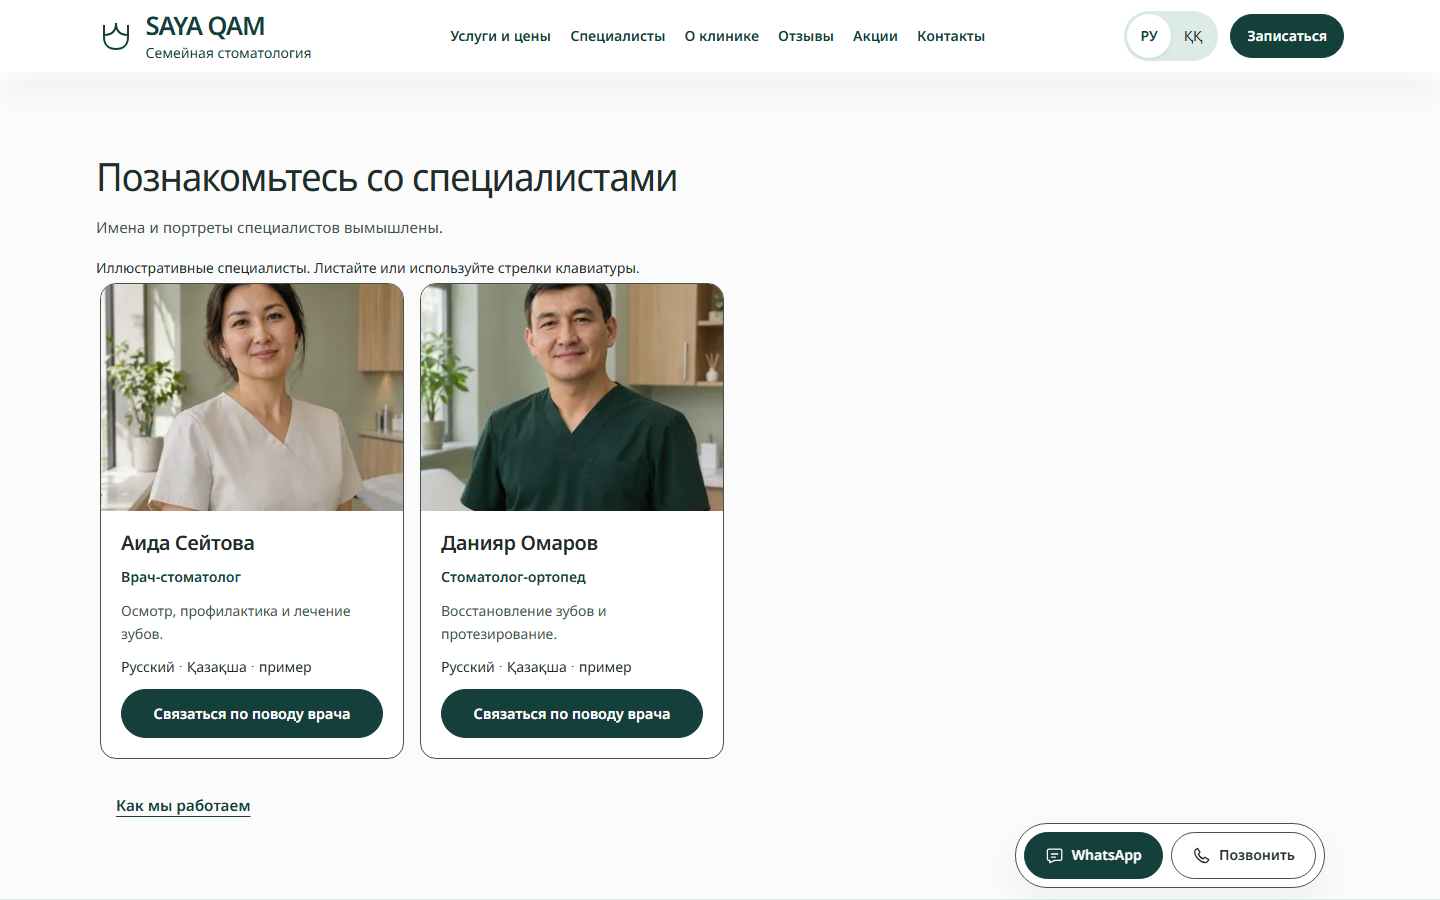 SAYA QAM
Семейная стоматология
Услуги и цены
Специалисты
О клинике
Отзывы
Акции
Контакты
РУ
ҚҚ
Записаться
Познакомьтесь со специалистами
Имена и портреты специалистов вымышлены.
Иллюстративные специалисты. Листайте или используйте стрелки клавиатуры.
Аида Сейтова
Врач-стоматолог
Осмотр, профилактика и лечение
зубов.
Русский · Қазақша · пример
Связаться по поводу врача
Данияр Омаров
Стоматолог-ортопед
Восстановление зубов и
протезирование.
Русский · Қазақша · пример
Связаться по поводу врача
Как мы работаем
WhatsApp
Позвонить